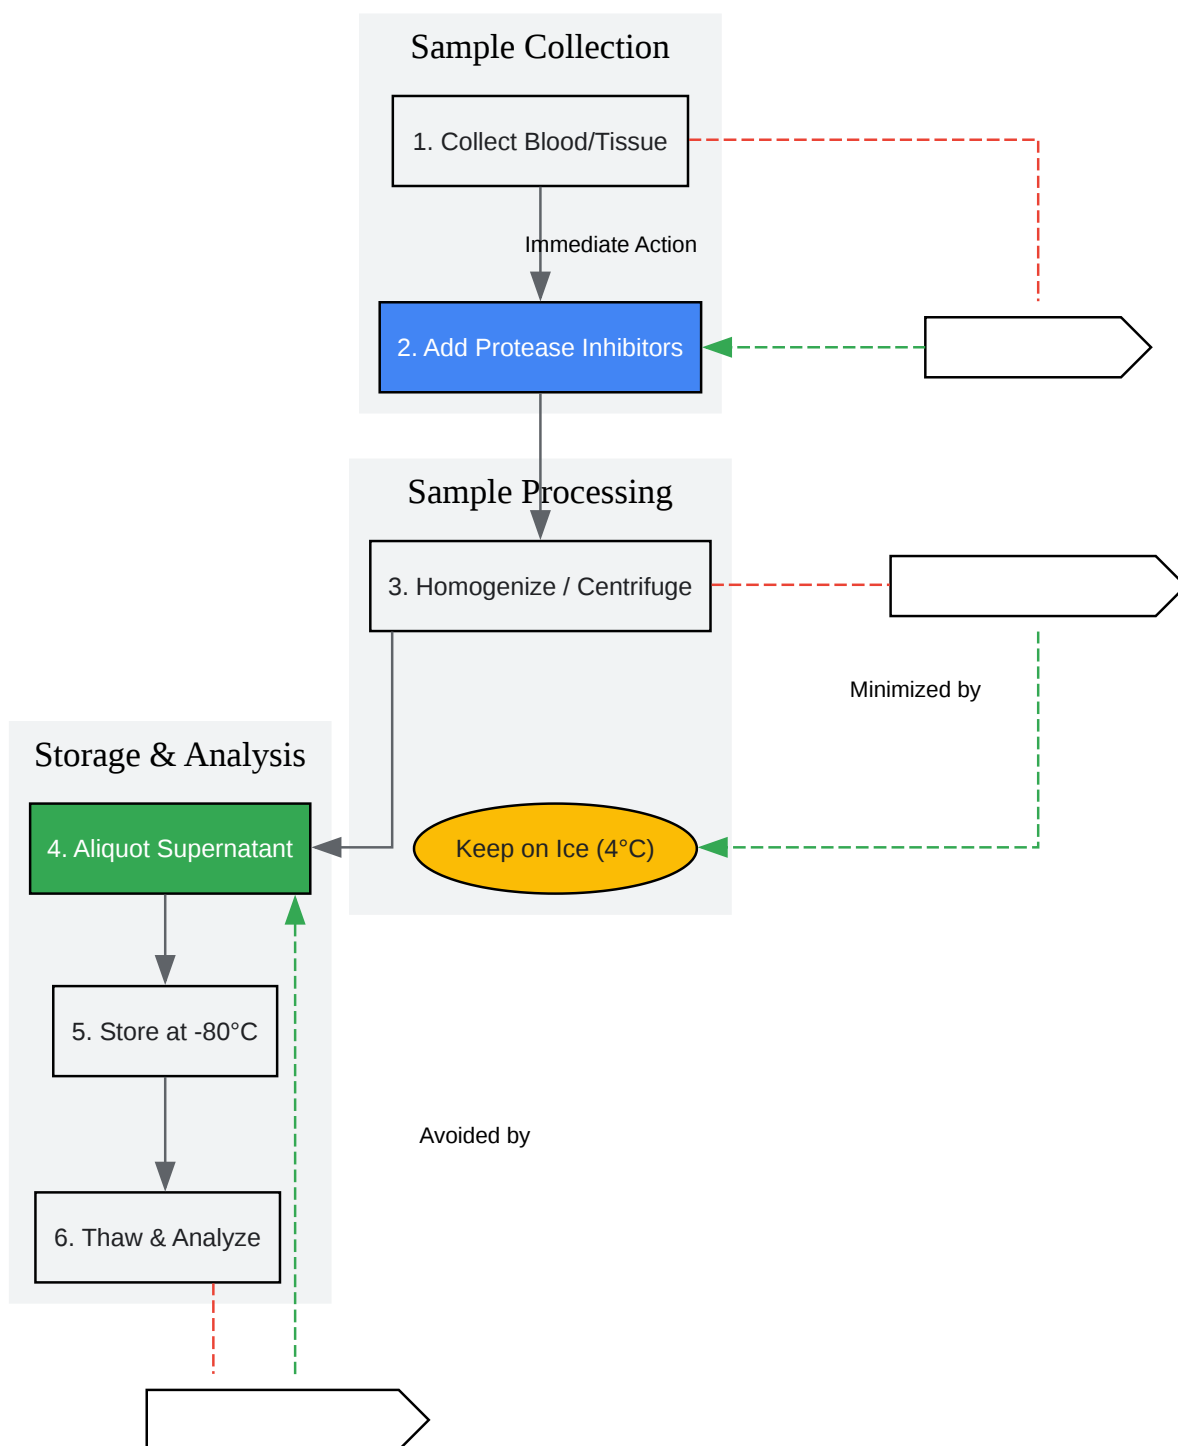 Sample Collection
1. Collect Blood/Tissue
Immediate Action
2. Add Protease Inhibitors
Sample Processing
3. Homogenize / Centrifuge
Minimized by
Storage & Analysis
4. Aliquot Supernatant
Keep on Ice (4°C)
5. Store at -80°C
Avoided by
6. Thaw & Analyze